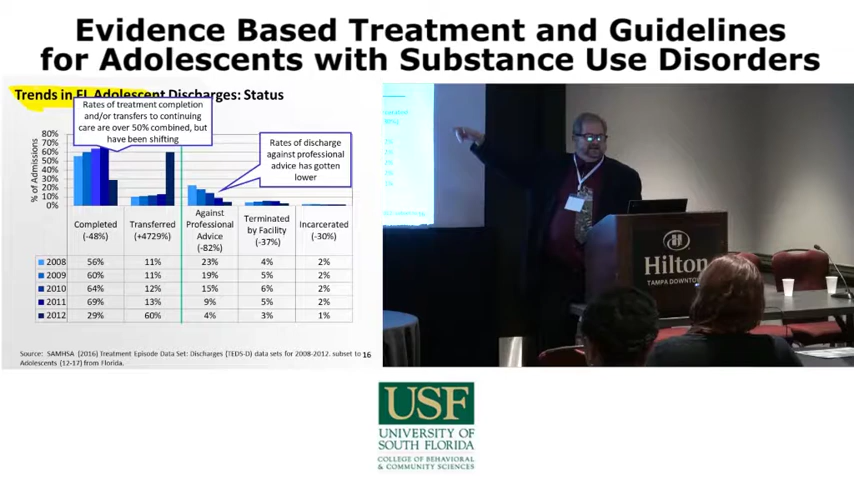 Evidence Based Treatment and Guidelines
for Adolescents with Substance Use Disorders
Trends in FL Adolescent Discharges: Status
Rates of treatment completion
and/or transfers to continuing
care are over 50% combined, but
have been shifting
Rates of discharge
against professional
advice has gotten
lower
% of Admissions
80%
70%
60%
50%
40%
30%
20%
10%
0%
Completed
(-48%)
Transferred
(+4729%)
Against
Professional
Advice
(-82%)
Terminated
by Facility
(-37%)
Incarcerated
(-30%)
2008 56% 11% 23% 4% 2%
2009 60% 11% 19% 5% 2%
2010 64% 12% 15% 6% 2%
2011 69% 13% 9% 5% 2%
2012 29% 60% 4% 3% 1%
Source: SAMHSA (2016) Treatment Episode Data Set: Discharges (TEDS-D) data sets for 2008-2012. subset to 16
Adolescents (12-17) from Florida.
Hilton
TAMPA DOWNTOWN
USF
UNIVERSITY OF
SOUTH FLORIDA
COLLEGE OF BEHAVIORAL
& COMMUNITY SCIENCES